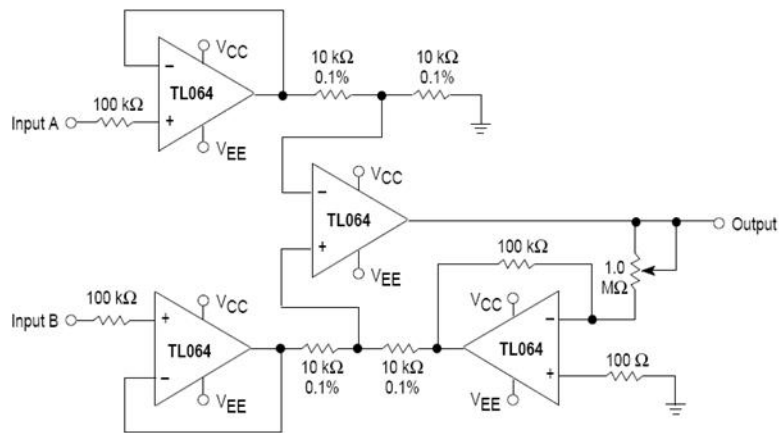 VCC
10 kΩ
0.1%
10 kΩ
0.1%
−
TL064
100 kΩ
Input A
+
VEE
VCC
−
TL064
Output
+
100 kΩ
1.0
MΩ
VEE
100 kΩ
VCC
VCC
Input B
+
−
TL064
TL064
100 Ω
−
10 kΩ
0.1%
10 kΩ
0.1%
+
VEE
VEE